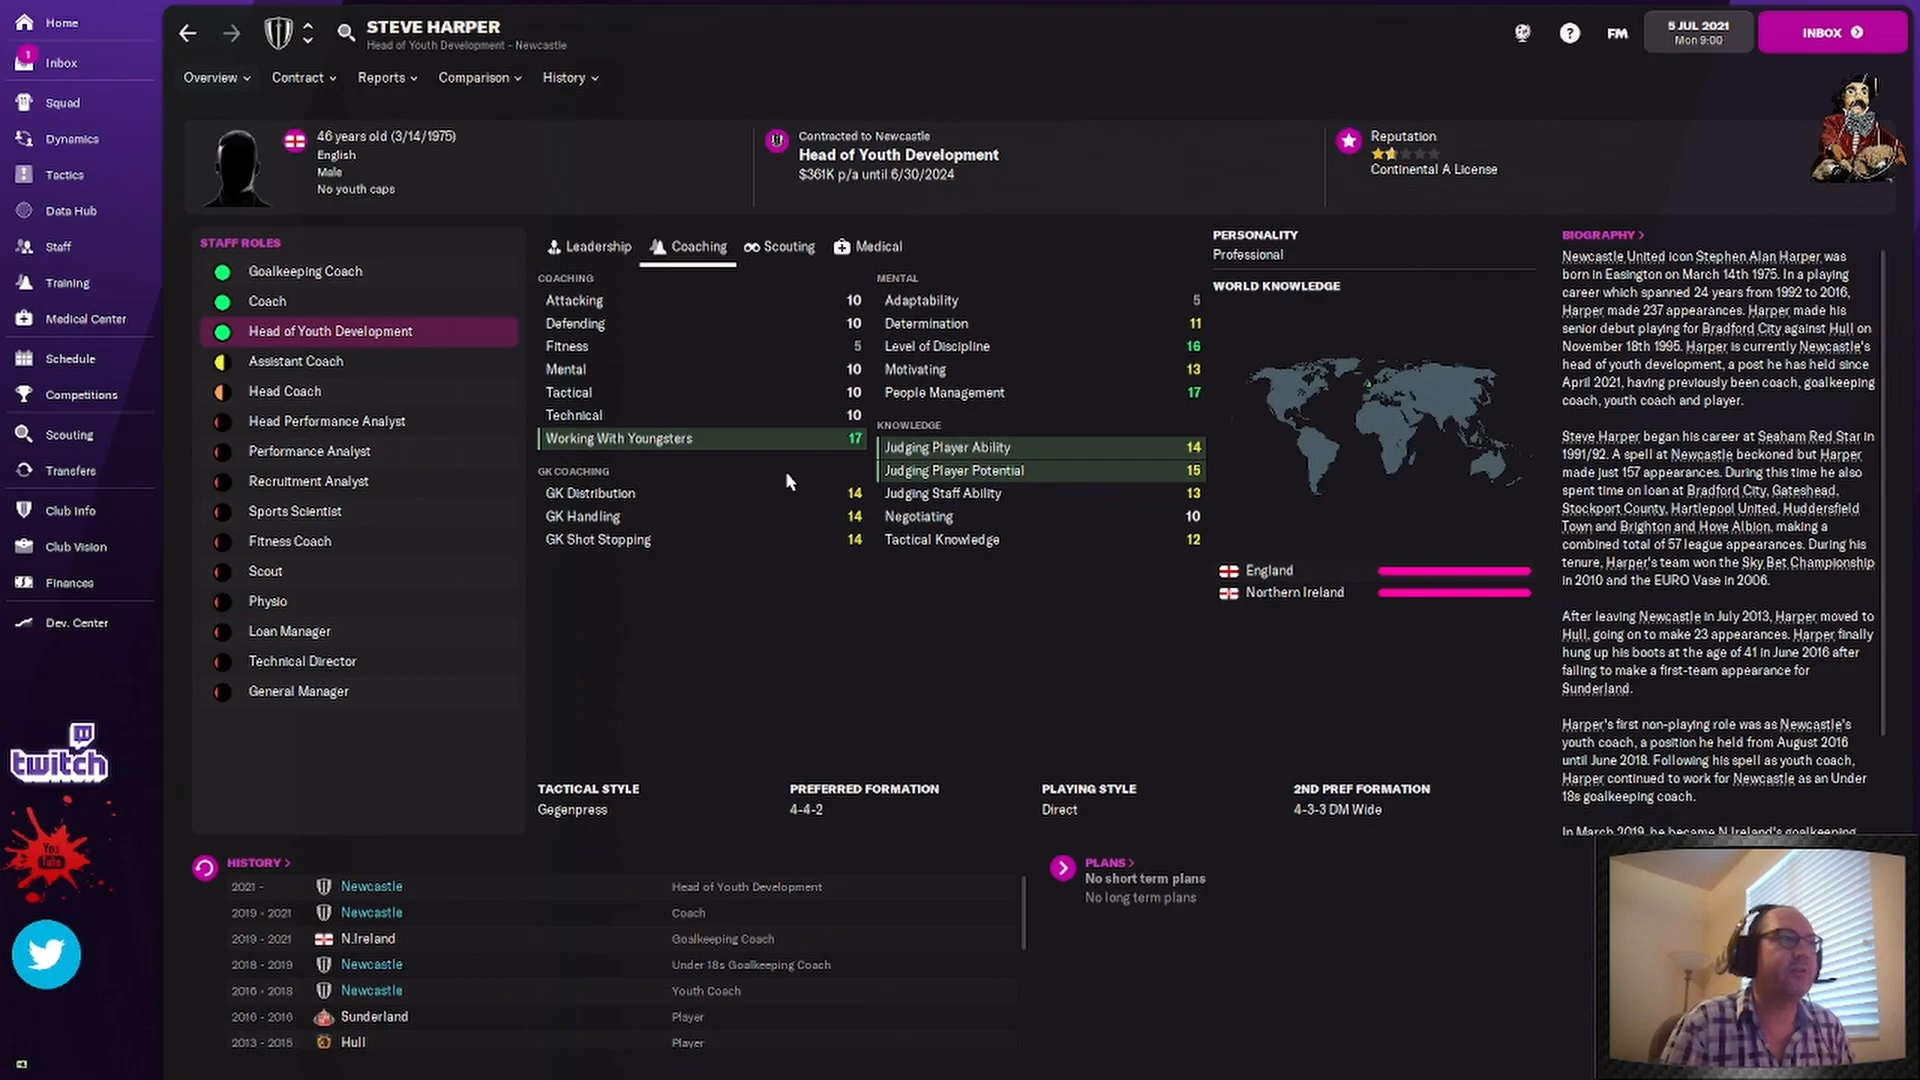 Home
1
Inbox
Squad
Dynamics
Tactics
Data Hub
Staff
Training
Medical Center
Schedule
Competitions
Scouting
Transfers
Club Info
Club Vision
Finances
Dev. Center
twitch
You
Tube
STEVE HARPER
Head of Youth Development - Newcastle
?
FM
5 JUL 2021
Mon 9:00
INBOX
Overview
Contract
Reports
Comparison
History
46 years old (3/14/1975)
English
Male
No youth caps
Contracted to Newcastle
Head of Youth Development
$361K p/a until 6/30/2024
Reputation
Continental A License
STAFF ROLES
Goalkeeping Coach
Coach
Head of Youth Development
Assistant Coach
Head Coach
Head Performance Analyst
Performance Analyst
Recruitment Analyst
Sports Scientist
Fitness Coach
Scout
Physio
Loan Manager
Technical Director
General Manager
Leadership
Coaching
Scouting
Medical
COACHING
Attacking 10
Defending 10
Fitness 5
Mental 10
Tactical 10
Technical 10
Working With Youngsters 17
GK COACHING
GK Distribution 14
GK Handling 14
GK Shot Stopping 14
MENTAL
Adaptability 5
Determination 11
Level of Discipline 16
Motivating 13
People Management 17
KNOWLEDGE
Judging Player Ability 14
Judging Player Potential 15
Judging Staff Ability 13
Negotiating 10
Tactical Knowledge 12
PERSONALITY
Professional
WORLD KNOWLEDGE
England
Northern Ireland
BIOGRAPHY >
Newcastle United icon Stephen Alan Harper was
born in Easington on March 14th 1975. In a playing
career which spanned 24 years from 1992 to 2016,
Harper made 237 appearances. Harper made his
senior debut playing for Bradford City against Hull on
November 18th 1995. Harper is currently Newcastle's
head of youth development, a post he has held since
April 2021, having previously been coach, goalkeeping
coach, youth coach and player.
Steve Harper began his career at Seaham Red Star in
1991/92. A spell at Newcastle beckoned but Harper
made just 157 appearances. During this time he also
spent time on loan at Bradford City, Gateshead,
Stockport County, Hartlepool United, Huddersfield
Town and Brighton and Hove Albion, making a
combined total of 57 league appearances. During his
tenure, Harper's team won the Sky Bet Championship
in 2010 and the EURO Vase in 2006.
After leaving Newcastle in July 2013, Harper moved to
Hull, going on to make 23 appearances. Harper finally
hung up his boots at the age of 41 in June 2016 after
failing to make a first-team appearance for
Sunderland.
Harper's first non-playing role was as Newcastle's
youth coach, a position he held from August 2016
until June 2018. Following his spell as youth coach,
Harper continued to work for Newcastle as an Under
18s goalkeeping coach.
In March 2019, he became N.Ireland's goalkeeping
TACTICAL STYLE
Gegenpress
PREFERRED FORMATION
4-4-2
PLAYING STYLE
Direct
2ND PREF FORMATION
4-3-3 DM Wide
HISTORY >
2021 - Newcastle Head of Youth Development
2019 - 2021 Newcastle Coach
2019 - 2021 N.Ireland Goalkeeping Coach
2018 - 2019 Newcastle Under 18s Goalkeeping Coach
2016 - 2018 Newcastle Youth Coach
2016 - 2016 Sunderland Player
2013 - 2015 Hull Player
PLANS >
No short term plans
No long term plans